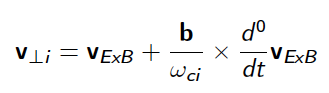 v⊥i = vExB + b/ωci × d⁰/dt vExB